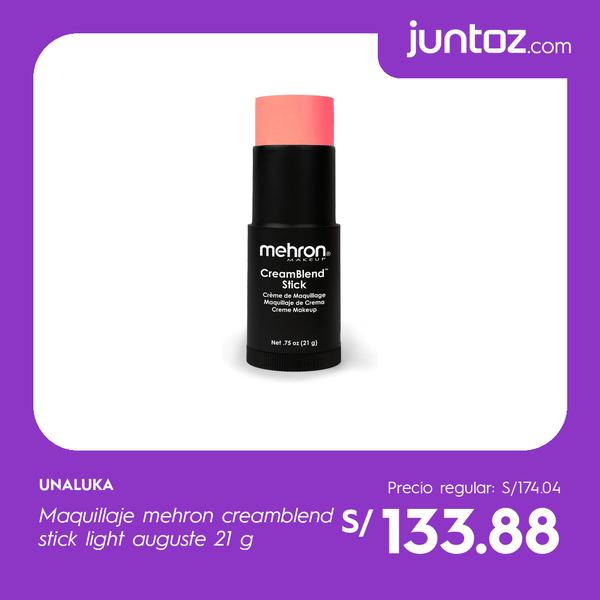 juntoz.com
mehron®
MAKEUP
CreamBlend™
Stick
Crème de Maquillage
Maquillaje de Crema
Creme Makeup
Net .75 oz (21 g)
UNALUKA
Maquillaje mehron creamblend
stick light auguste 21 g
Precio regular: S/174.04
S/ 133.88